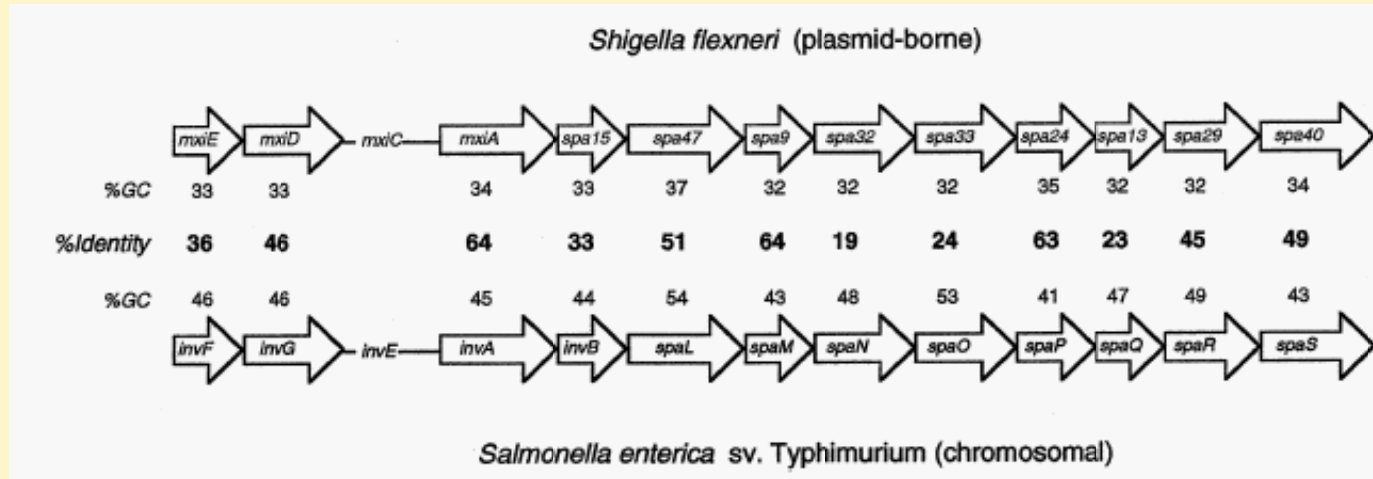 Shigella flexneri (plasmid-borne)
mxiE mxiD mxiC mxiA spa15 spa47 spa9 spa32 spa33 spa24 spa13 spa29 spa40
%GC 33 33 34 33 37 32 32 32 35 32 32 34
%Identity 36 46 64 33 51 64 19 24 63 23 45 49
%GC 46 46 45 44 54 43 48 53 41 47 49 43
invF invG invE invA invB spaL spaM spaN spaO spaP spaQ spaR spaS
Salmonella enterica sv. Typhimurium (chromosomal)